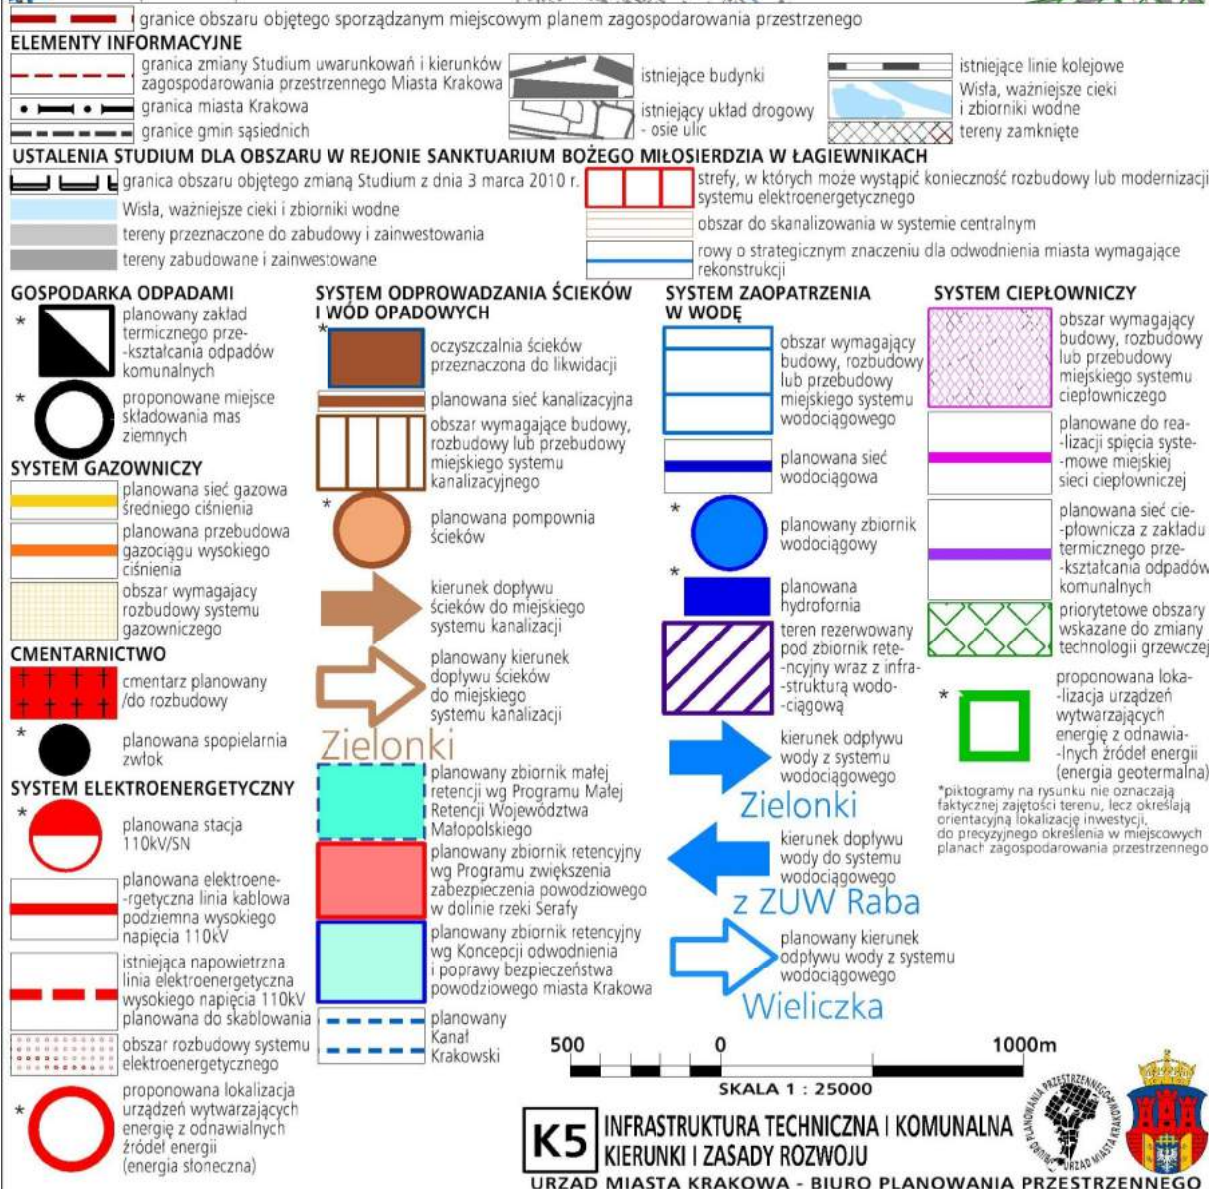 granice obszaru objętego sporządzanym miejscowym planem zagospodarowania przestrzenego
ELEMENTY INFORMACYJNE
granica zmiany Studium uwarunkowań i kierunków
zagospodarowania przestrzennego Miasta Krakowa
granica miasta Krakowa
granice gmin sąsiednich
istniejące budynki
istniejący układ drogowy
- osie ulic
istniejące linie kolejowe
Wisła, ważniejsze cieki
i zbiorniki wodne
tereny zamknięte
USTALENIA STUDIUM DLA OBSZARU W REJONIE SANKTUARIUM BOŻEGO MIŁOSIERDZIA W ŁAGIEWNIKACH
granica obszaru objętego zmianą Studium z dnia 3 marca 2010 r.
Wisła, ważniejsze cieki i zbiorniki wodne
tereny przeznaczone do zabudowy i zainwestowania
tereny zabudowane i zainwestowane
strefy, w których może wystąpić konieczność rozbudowy lub modernizacji
systemu elektroenergetycznego
obszar do skanalizowania w systemie centralnym
rowy o strategicznym znaczeniu dla odwodnienia miasta wymagające
rekonstrukcji
GOSPODARKA ODPADAMI
* planowany zakład
termicznego prze-
-kształcania odpadów
komunalnych
* proponowane miejsce
składowania mas
ziemnych
SYSTEM GAZOWNICZY
planowana sieć gazowa
średniego ciśnienia
planowana przebudowa
gazociągu wysokiego
ciśnienia
obszar wymagajacy
rozbudowy systemu
gazowniczego
CMENTARNICTWO
cmentarz planowany
/do rozbudowy
* planowana spopielarnia
zwłok
SYSTEM ELEKTROENERGETYCZNY
* planowana stacja
110kV/SN
planowana elektroene-
-rgetyczna linia kablowa
podziemna wysokiego
napięcia 110kV
istniejąca napowietrzna
linia elektroenergetyczna
wysokiego napięcia 110kV
planowana do skablowania
obszar rozbudowy systemu
elektroenergetycznego
* proponowana lokalizacja
urządzeń wytwarzających
energię z odnawialnych
źródeł energii
(energia słoneczna)
SYSTEM ODPROWADZANIA ŚCIEKÓW
I WÓD OPADOWYCH
* oczyszczalnia ścieków
przeznaczona do likwidacji
planowana sieć kanalizacyjna
obszar wymagające budowy,
rozbudowy lub przebudowy
miejskiego systemu
kanalizacyjnego
* planowana pompownia
ścieków
kierunek dopływu
ścieków do miejskiego
systemu kanalizacji
planowany kierunek
dopływu ścieków
do miejskiego
systemu kanalizacji
Zielonki
planowany zbiornik małej
retencji wg Programu Małej
Retencji Województwa
Małopolskiego
planowany zbiornik retencyjny
wg Programu zwiększenia
zabezpieczenia powodziowego
w dolinie rzeki Serafy
planowany zbiornik retencyjny
wg Koncepcji odwodnienia
i poprawy bezpieczeństwa
powodziowego miasta Krakowa
planowany
Kanał
Krakowski
SYSTEM ZAOPATRZENIA
W WODĘ
obszar wymagający
budowy, rozbudowy
lub przebudowy
miejskiego systemu
wodociągowego
planowana sieć
wodociągowa
* planowany zbiornik
wodociągowy
* planowana
hydrofornia
teren rezerwowany
pod zbiornik rete-
-ncyjny wraz z infra-
-strukturą wodo-
-ciągową
kierunek odpływu
wody z systemu
wodociągowego
Zielonki
kierunek dopływu
wody do systemu
wodociągowego
z ZUW Raba
planowany kierunek
odpływu wody z systemu
wodociągowego
Wieliczka
SYSTEM CIEPŁOWNICZY
obszar wymagający
budowy, rozbudowy
lub przebudowy
miejskiego systemu
ciepłowniczego
planowane do rea-
-lizacji spięcia syste-
-mowe miejskiej
sieci ciepłowniczej
planowana sieć cie-
-płownicza z zakładu
termicznego prze-
-kształcania odpadów
komunalnych
priorytetowe obszary
wskazane do zmiany
technologii grzewczej
* proponowana loka-
-lizacja urządzeń
wytwarzających
energię z odnawia-
-lnych źródeł energii
(energia geotermalna)
*piktogramy na rysunku nie oznaczają
faktycznej zajętości terenu, lecz określają
orientacyjną lokalizację inwestycji,
do precyzyjnego określenia w miejscowych
planach zagospodarowania przestrzennego
500 0 1000m
SKALA 1 : 25000
K5
INFRASTRUKTURA TECHNICZNA I KOMUNALNA
KIERUNKI I ZASADY ROZWOJU
BIURO PLANOWANIA PRZESTRZENNEGO
URZĄD MIASTA KRAKOWA
URZĄD MIASTA KRAKOWA - BIURO PLANOWANIA PRZESTRZENNEGO